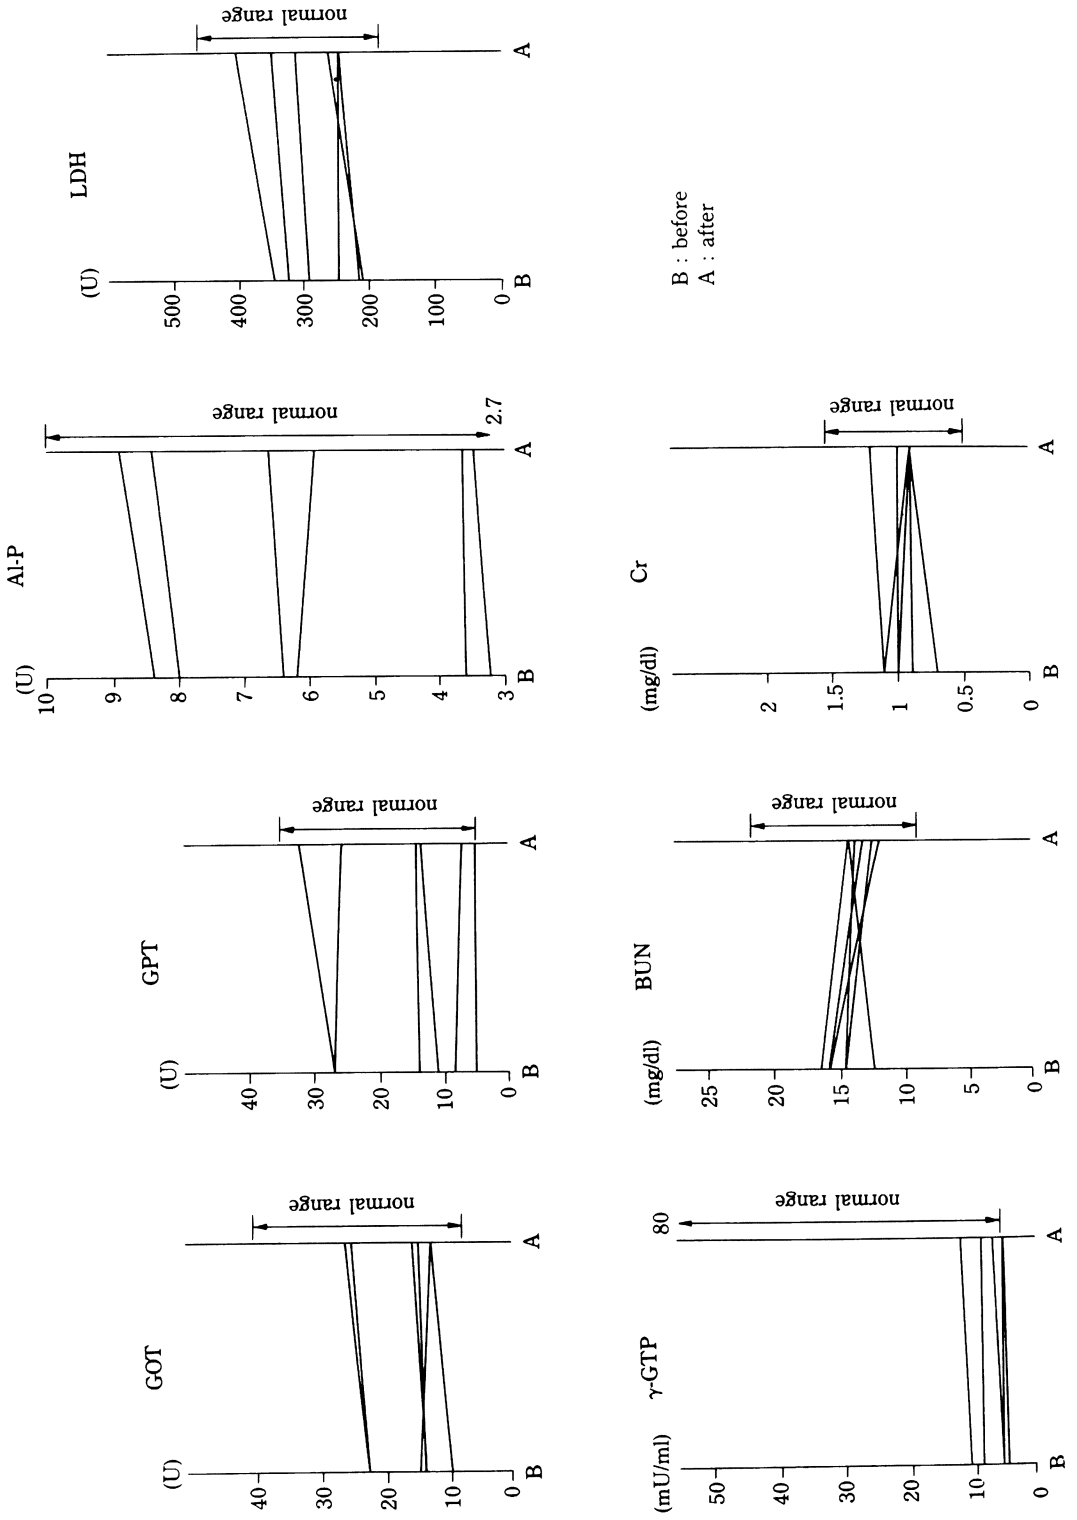 GOT
(U)
40
30
20
10
0
B
A
normal range
GPT
(U)
40
30
20
10
0
B
A
normal range
Al-P
(U)
10
9
8
7
6
5
4
3
B
A
normal range
2.7
LDH
(U)
500
400
300
200
100
0
B
A
normal range
γ-GTP
(mU/ml)
50
40
30
20
10
0
B
A
80
normal range
BUN
(mg/dl)
25
20
15
10
5
0
B
A
normal range
Cr
(mg/dl)
2
1.5
1
0.5
0
B
A
normal range
B : before
A : after